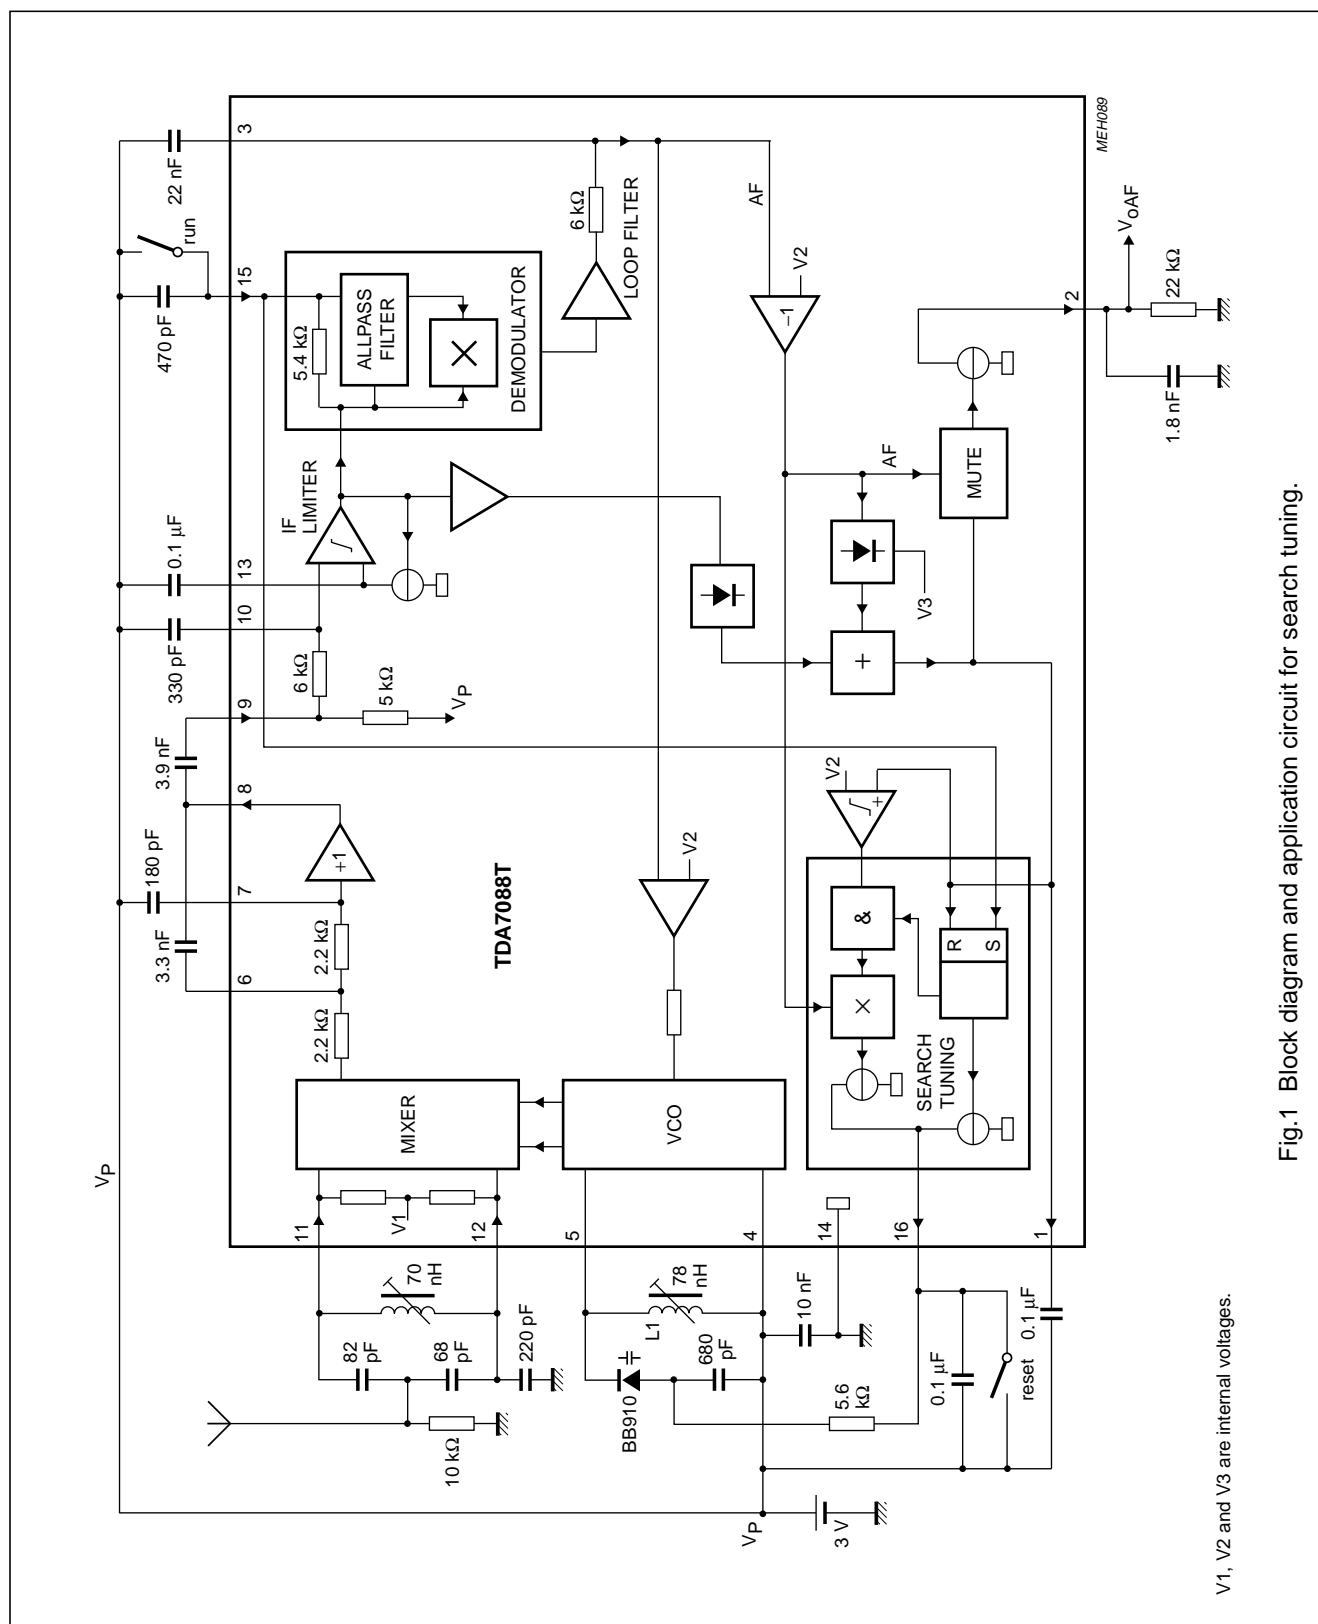 VP
22 nF
470 pF
run
0.1 µF
330 pF
3.9 nF
180 pF
3.3 nF
3
15
13
10
9
8
7
6
5.4 kΩ
ALLPASS
FILTER
DEMODULATOR
6 kΩ
LOOP FILTER
IF
LIMITER
6 kΩ
5 kΩ
VP
+1
2.2 kΩ
2.2 kΩ
MIXER
V1
11
12
70
nH
82
pF
68
pF
220 pF
10 kΩ
TDA7088T
AF
−1
V2
V2
VCO
5
4
78
nH
L1
BB910
680
pF
10 nF
14
AF
MUTE
V3
+
V2
+
&
×
R
S
SEARCH
TUNING
16
1
2
VoAF
22 kΩ
1.8 nF
5.6
kΩ
0.1 µF
reset
0.1 µF
VP
3 V
MEH089
V1, V2 and V3 are internal voltages.
Fig.1 Block diagram and application circuit for search tuning.